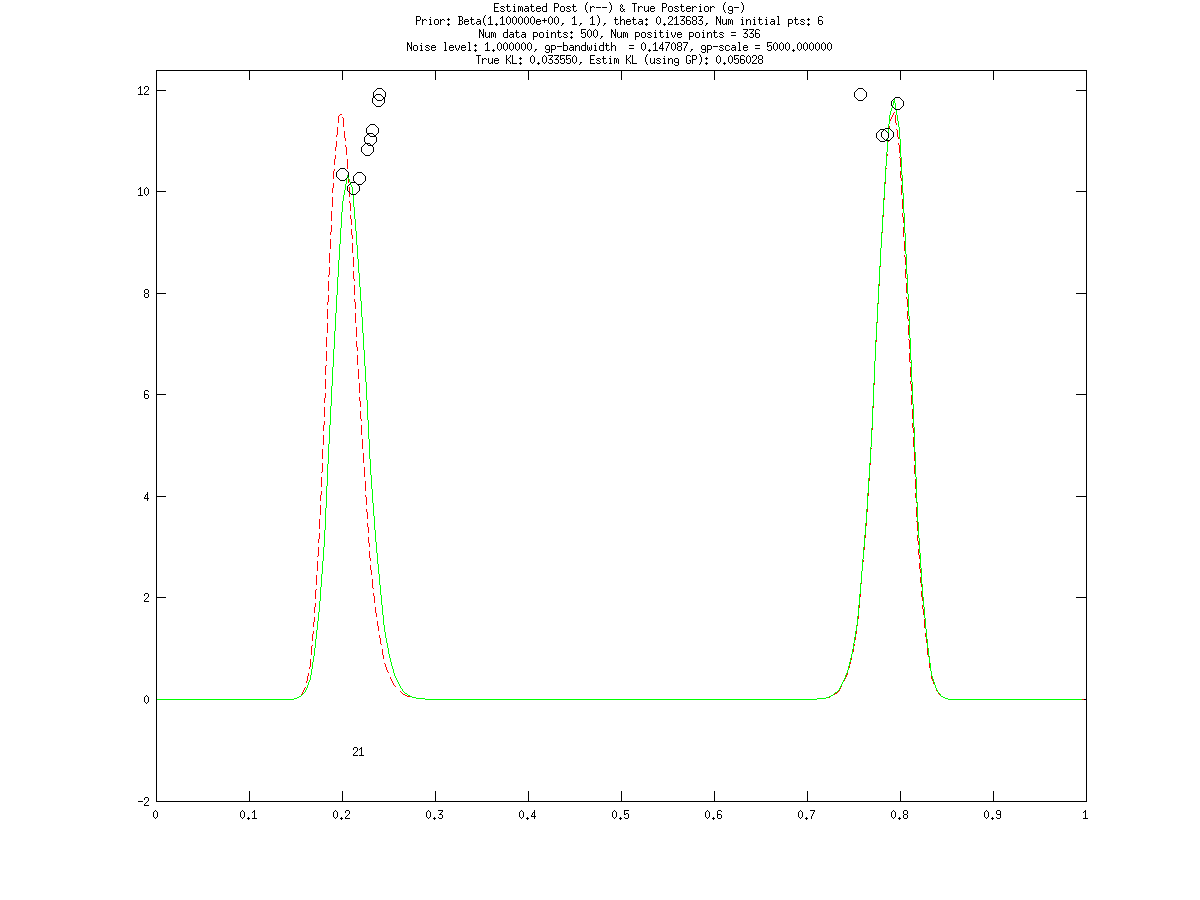 Estimated Post (r--) & True Posterior (g-)
Prior: Beta(1.100000e+00, 1, 1), theta: 0.213683, Num initial pts: 6
Num data points: 500, Num positive points = 336
Noise level: 1.000000, gp-bandwidth  = 0.147087, gp-scale = 5000.000000
True KL: 0.033550, Estim KL (using GP): 0.056028
12
10
8
6
4
2
0
21
-2
0 0.1 0.2 0.3 0.4 0.5 0.6 0.7 0.8 0.9 1